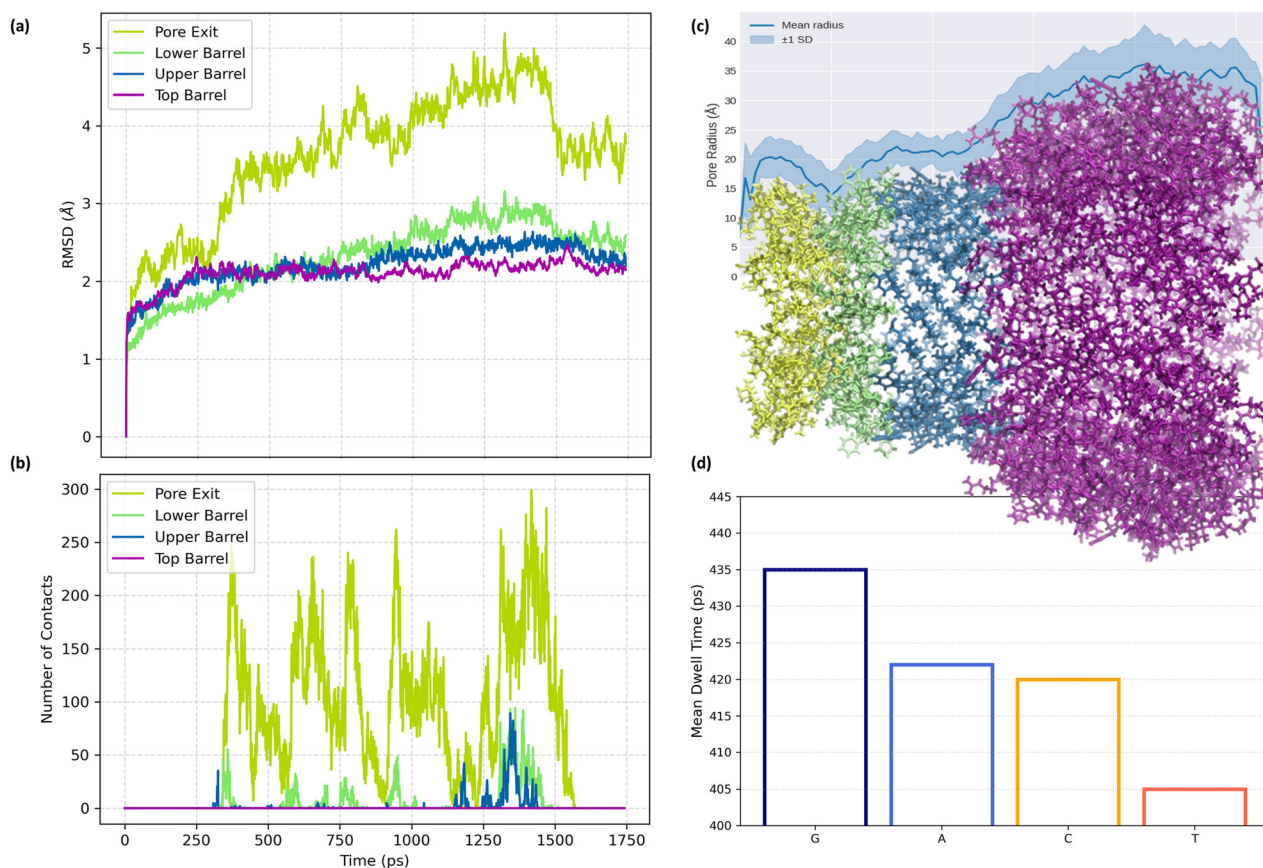 (a)
Pore Exit
Lower Barrel
Upper Barrel
Top Barrel
5
4
3
2
1
0
RMSD (Å)
(b)
Pore Exit
Lower Barrel
Upper Barrel
Top Barrel
300
250
200
150
100
50
0
Number of Contacts
0
250
500
750
1000
1250
1500
1750
Time (ps)
(c)
Mean radius
±1 SD
40
35
30
25
20
15
10
5
0
Pore Radius (Å)
(d)
445
440
435
430
425
420
415
410
405
400
Mean Dwell Time (ps)
G
A
C
T